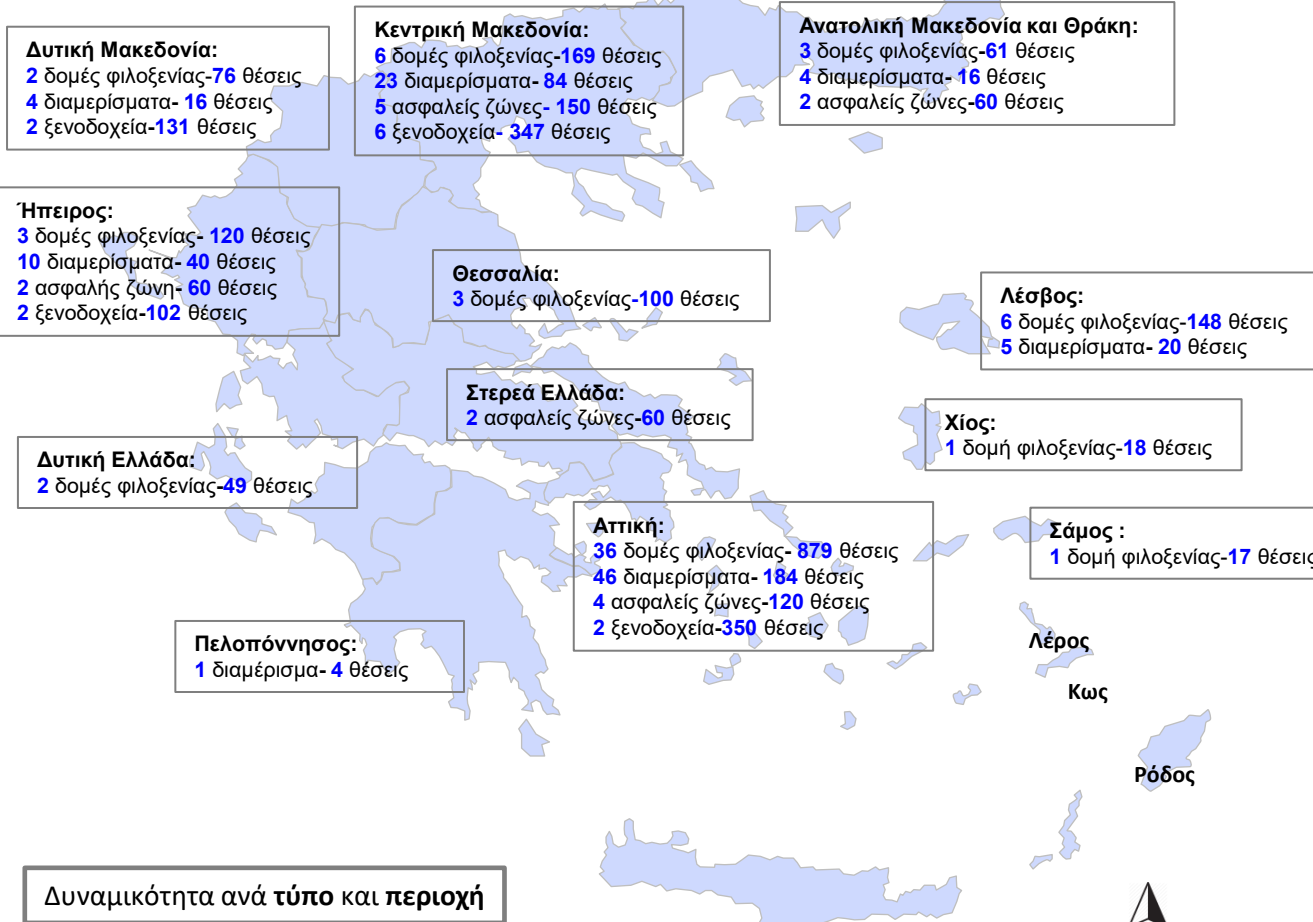 Δυτική Μακεδονία:
2 δομές φιλοξενίας-76 θέσεις
4 διαμερίσματα- 16 θέσεις
2 ξενοδοχεία-131 θέσεις
Κεντρική Μακεδονία:
6 δομές φιλοξενίας-169 θέσεις
23 διαμερίσματα- 84 θέσεις
5 ασφαλείς ζώνες- 150 θέσεις
6 ξενοδοχεία- 347 θέσεις
Ανατολική Μακεδονία και Θράκη:
3 δομές φιλοξενίας-61 θέσεις
4 διαμερίσματα- 16 θέσεις
2 ασφαλείς ζώνες-60 θέσεις
Ήπειρος:
3 δομές φιλοξενίας- 120 θέσεις
10 διαμερίσματα- 40 θέσεις
2 ασφαλής ζώνη- 60 θέσεις
2 ξενοδοχεία-102 θέσεις
Θεσσαλία:
3 δομές φιλοξενίας-100 θέσεις
Λέσβος:
6 δομές φιλοξενίας-148 θέσεις
5 διαμερίσματα- 20 θέσεις
Στερεά Ελλάδα:
2 ασφαλείς ζώνες-60 θέσεις
Χίος:
1 δομή φιλοξενίας-18 θέσεις
Δυτική Ελλάδα:
2 δομές φιλοξενίας-49 θέσεις
Αττική:
36 δομές φιλοξενίας- 879 θέσεις
46 διαμερίσματα- 184 θέσεις
4 ασφαλείς ζώνες-120 θέσεις
2 ξενοδοχεία-350 θέσεις
Σάμος :
1 δομή φιλοξενίας-17 θέσεις
Πελοπόννησος:
1 διαμέρισμα- 4 θέσεις
Λέρος
Κως
Ρόδος
Δυναμικότητα ανά τύπο και περιοχή